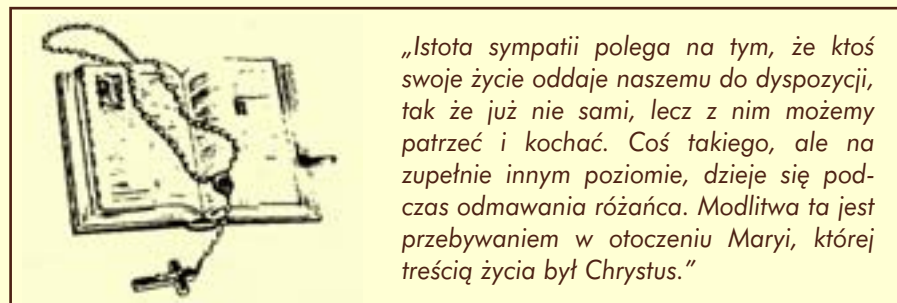 „Istota sympatii polega na tym, że ktoś
swoje życie oddaje naszemu do dyspozycji,
tak że już nie sami, lecz z nim możemy
patrzeć i kochać. Coś takiego, ale na
zupełnie innym poziomie, dzieje się pod-
czas odmawania różańca. Modlitwa ta jest
przebywaniem w otoczeniu Maryi, której
treścią życia był Chrystus.”